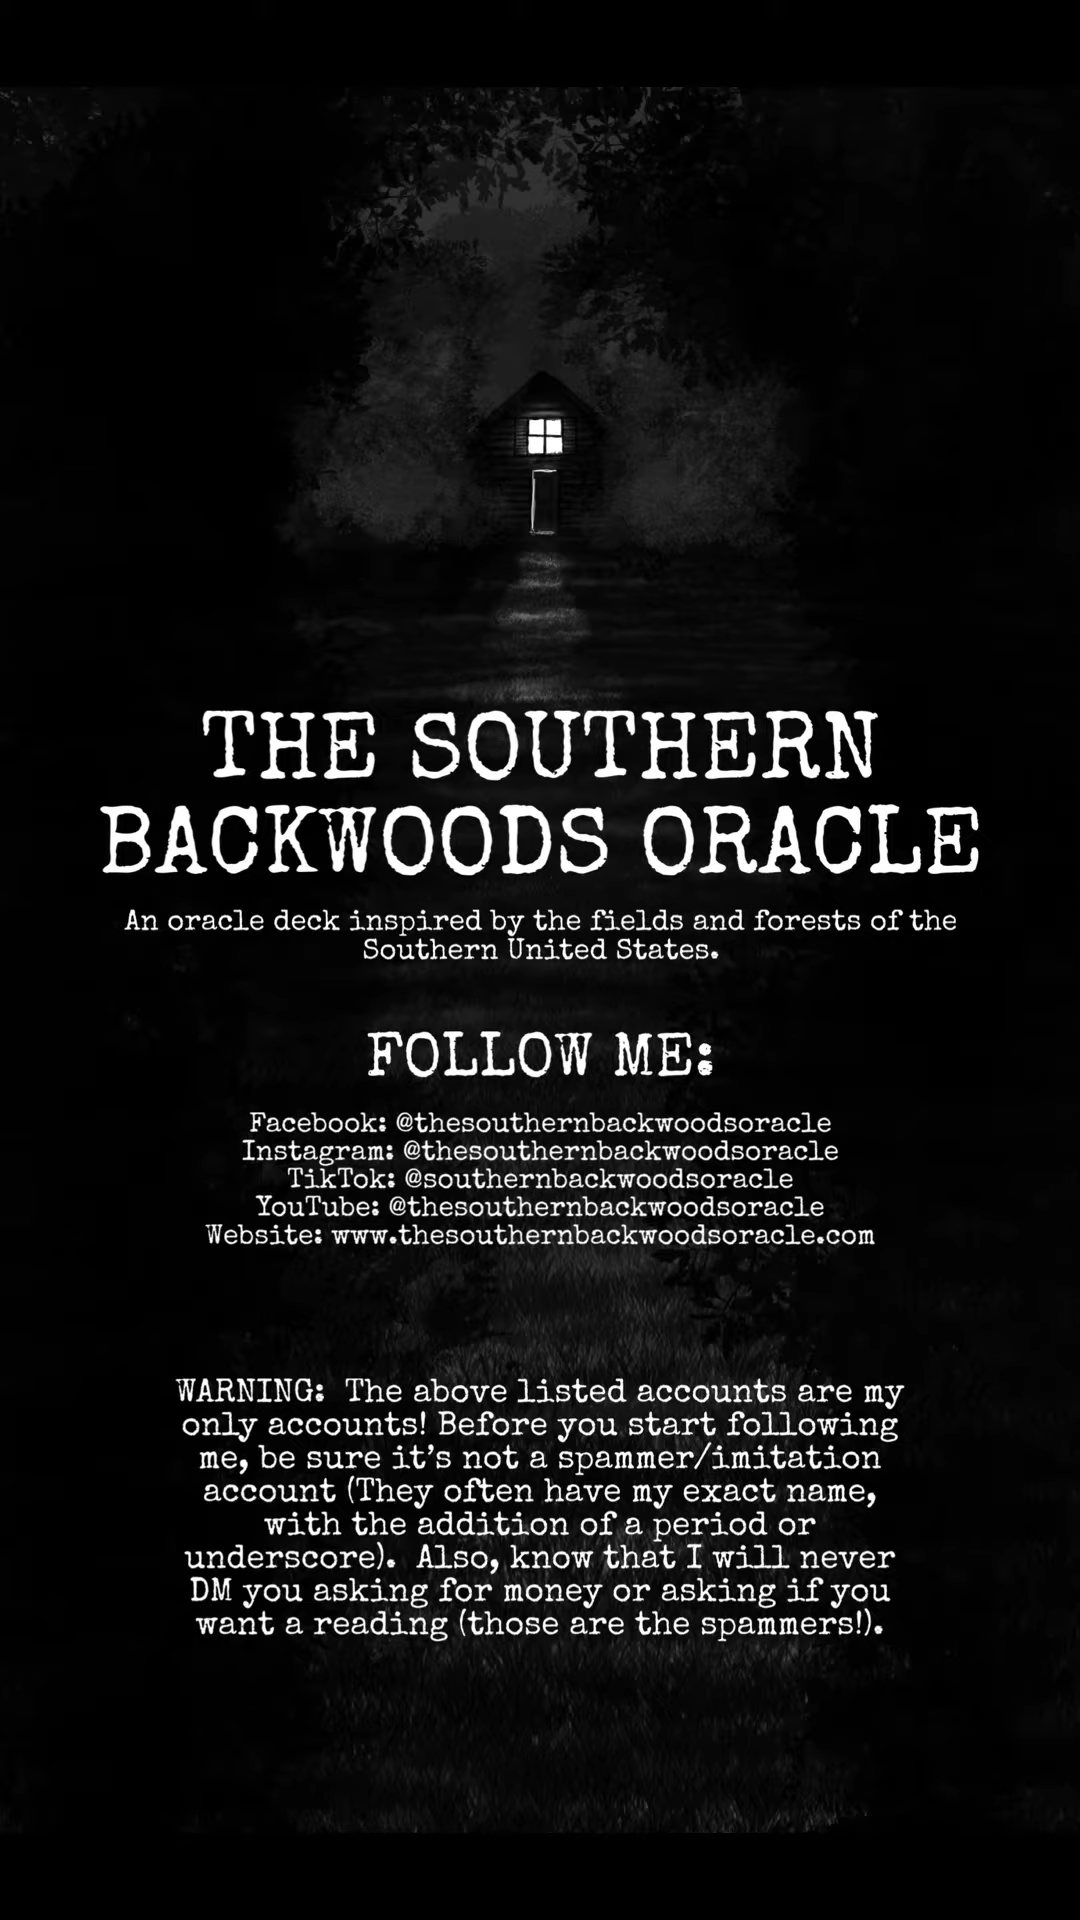 THE SOUTHERN
BACKWOODS ORACLE
An oracle deck inspired by the fields and forests of the
Southern United States.
FOLLOW ME:
Facebook: @thesouthernbackwoodsoracle
Instagram: @thesouthernbackwoodsoracle
TikTok: @southernbackwoodsoracle
YouTube: @thesouthernbackwoodsoracle
Website: www.thesouthernbackwoodsoracle.com
WARNING:  The above listed accounts are my
only accounts! Before you start following
me, be sure it’s not a spammer/imitation
account (They often have my exact name,
with the addition of a period or
underscore).  Also, know that I will never
DM you asking for money or asking if you
want a reading (those are the spammers!).